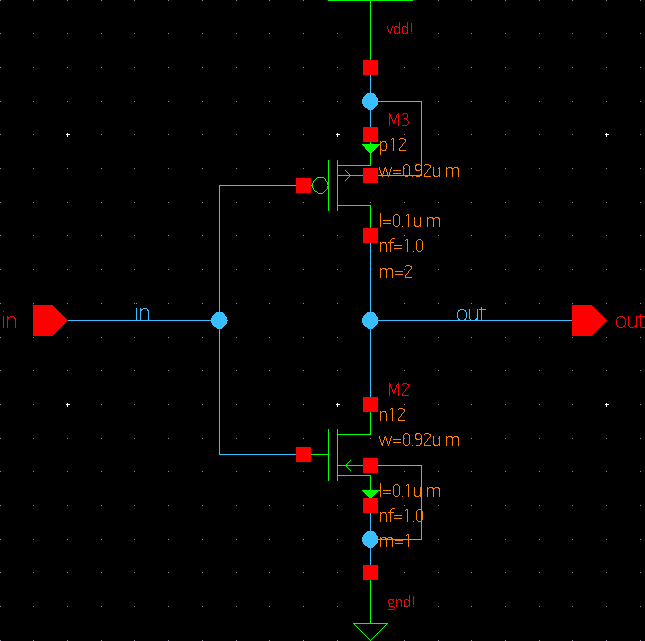 vdd!
M3
p12
w=0.92u m
l=0.1u m
nf=1.0
m=2
in
in
out
out
M2
n12
w=0.92u m
l=0.1u m
nf=1.0
m=1
gnd!